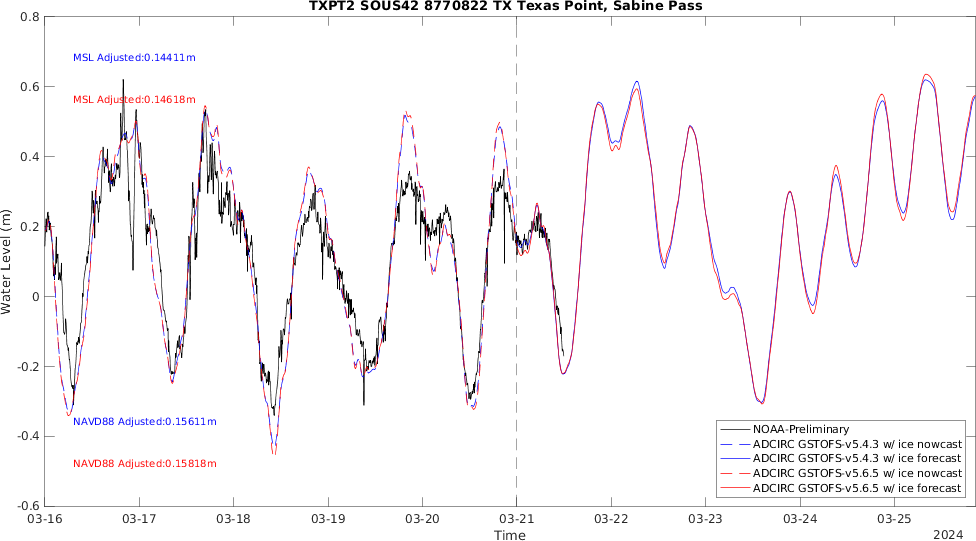 TXPT2 SOUS42 8770822 TX Texas Point, Sabine Pass
0.8
0.6
0.4
0.2
0
-0.2
-0.4
-0.6
Water Level (m)
MSL Adjusted:0.14411m
MSL Adjusted:0.14618m
NAVD88 Adjusted:0.15611m
NAVD88 Adjusted:0.15818m
NOAA-Preliminary
ADCIRC GSTOFS-v5.4.3 w/ ice nowcast
ADCIRC GSTOFS-v5.4.3 w/ ice forecast
ADCIRC GSTOFS-v5.6.5 w/ ice nowcast
ADCIRC GSTOFS-v5.6.5 w/ ice forecast
03-16 03-17 03-18 03-19 03-20 03-21 03-22 03-23 03-24 03-25
Time
2024